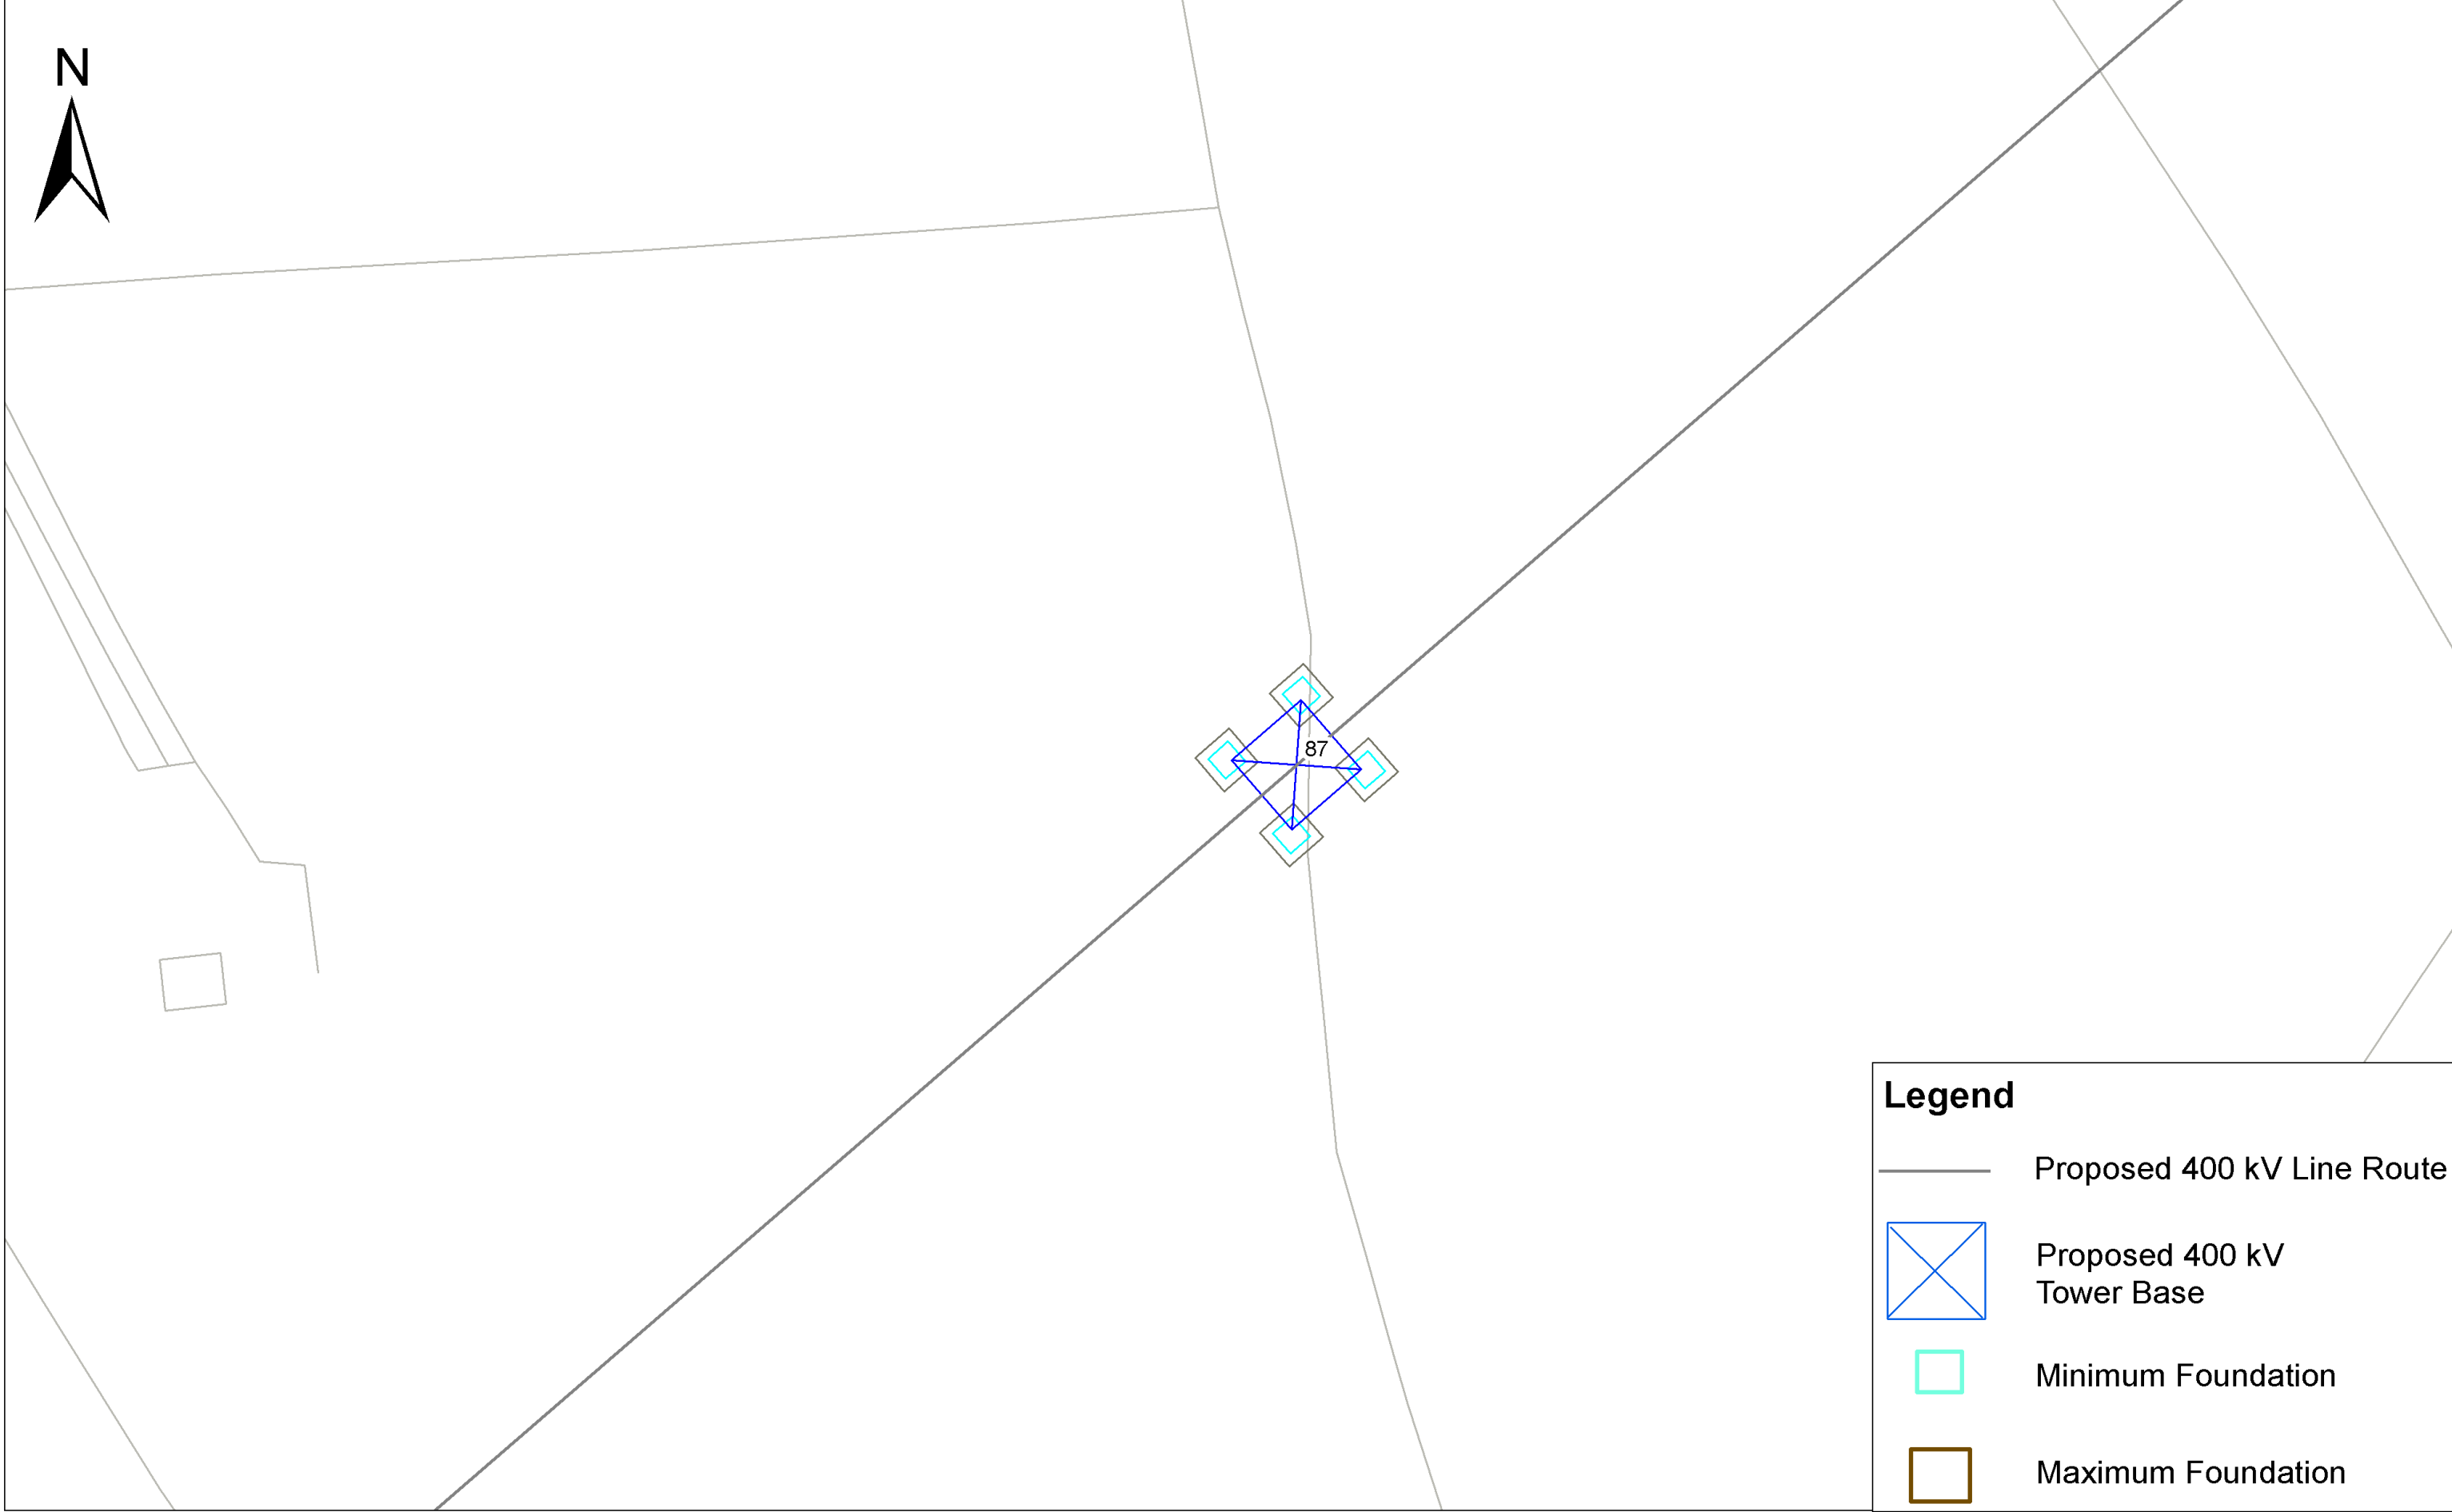 N
87
Legend
Proposed 400 kV Line Route
Proposed 400 kV
Tower Base
Minimum Foundation
Maximum Foundation